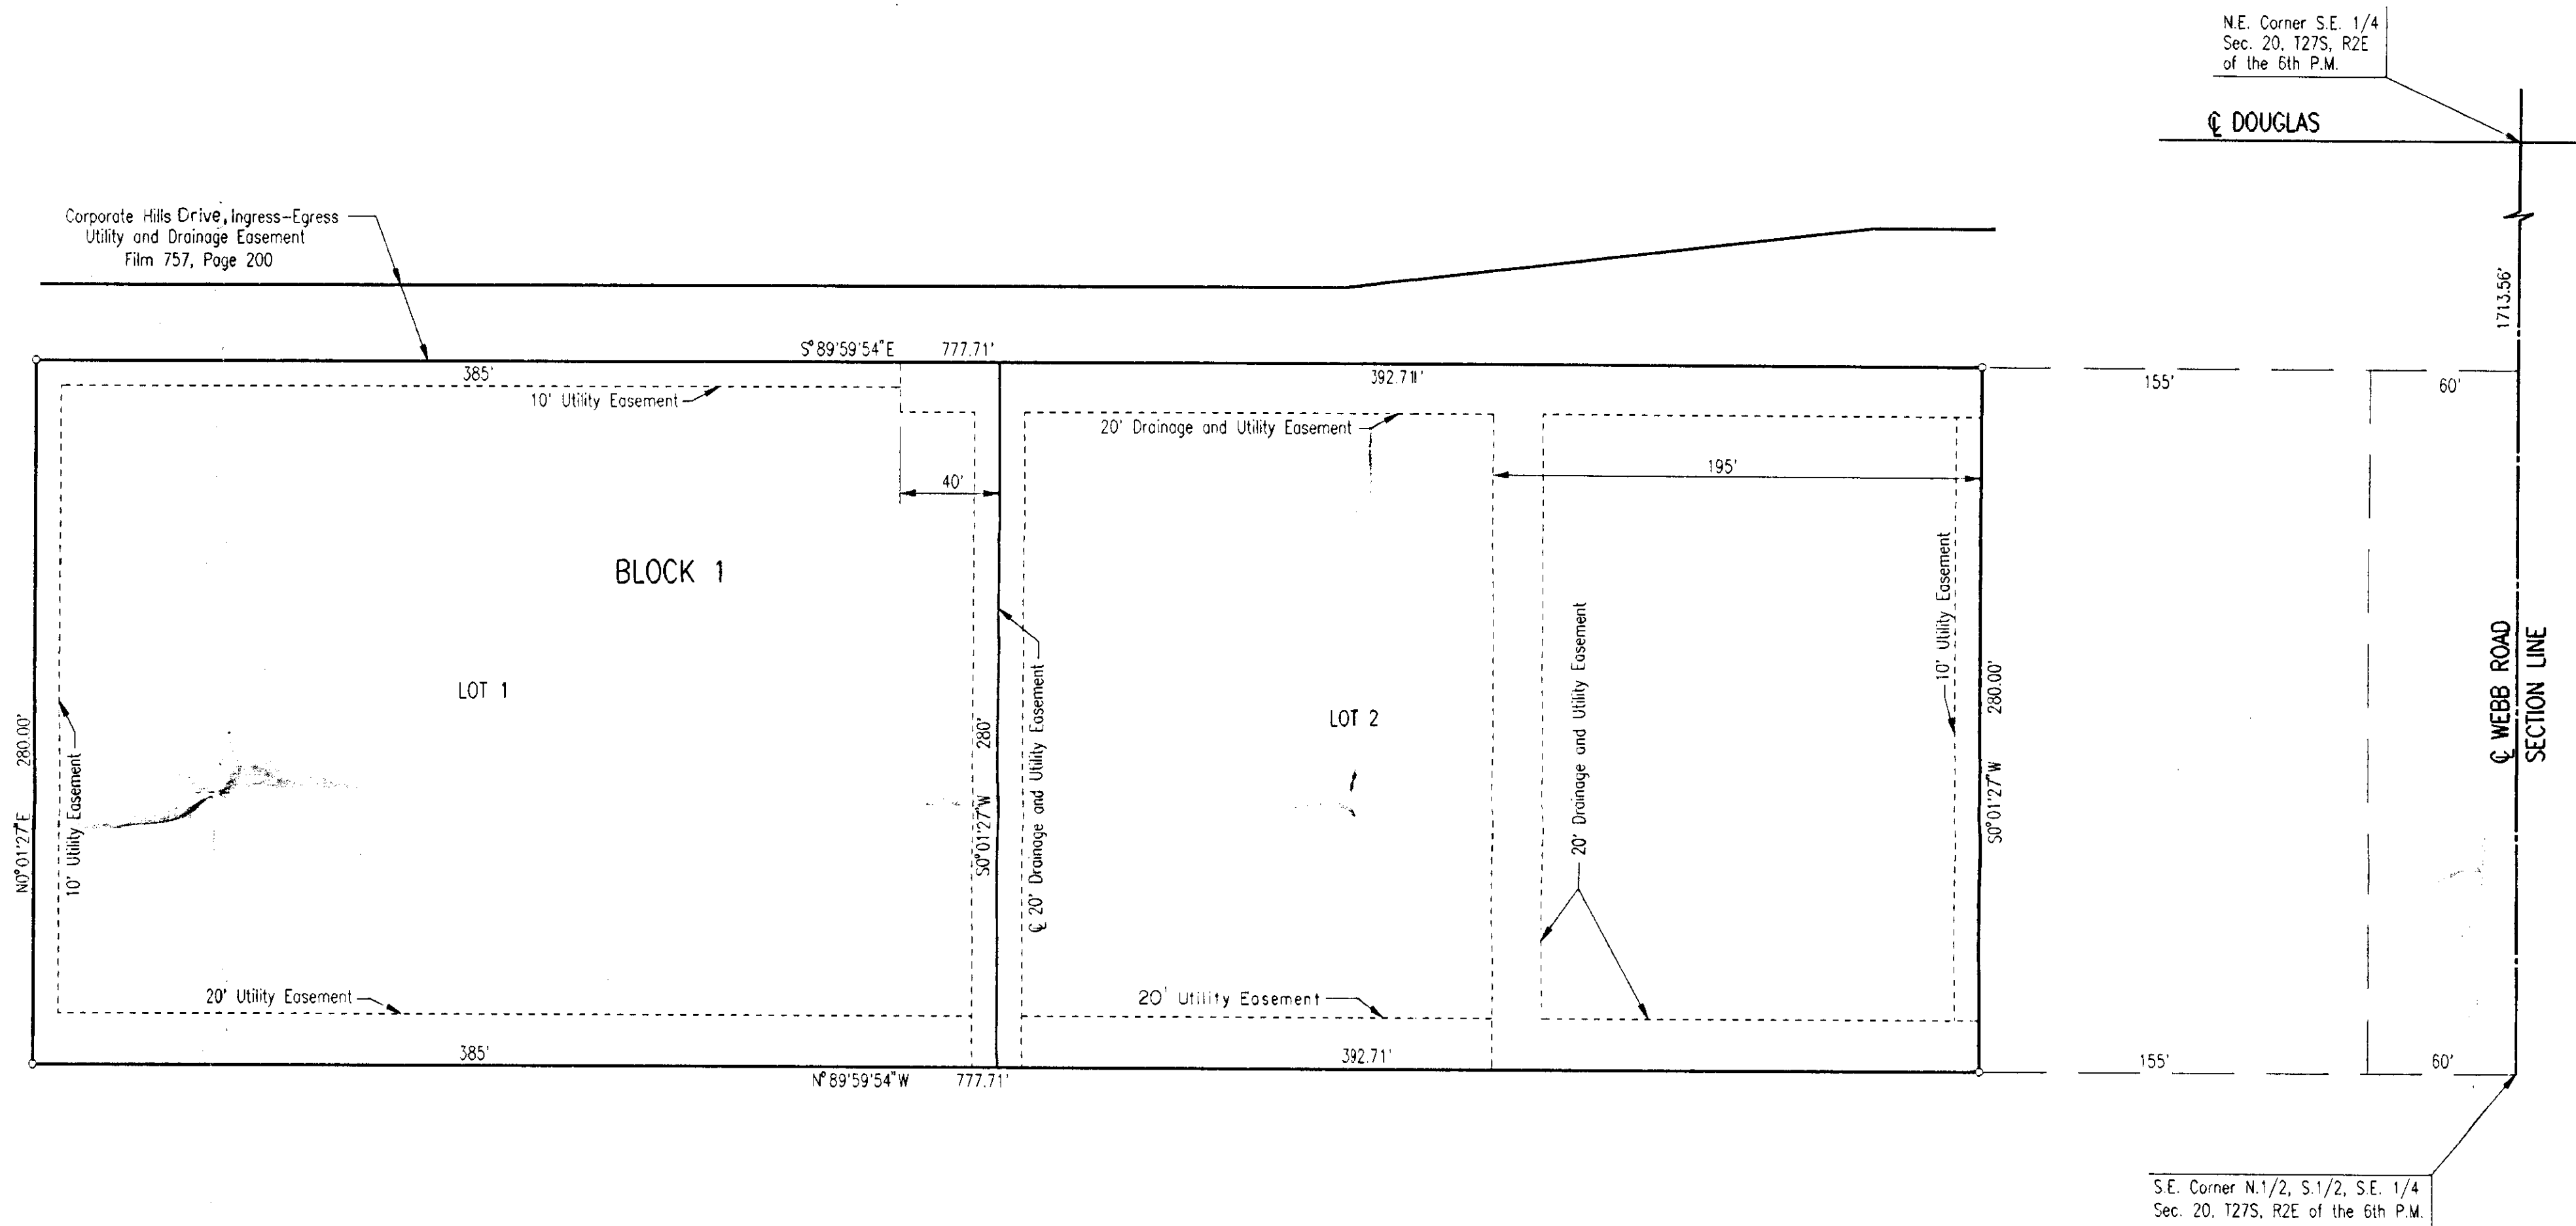 N.E. Corner S.E. 1/4
Sec. 20, T27S, R2E
of the 6th P.M.
℄ DOUGLAS
Corporate Hills Drive, Ingress-Egress
Utility and Drainage Easement
Film 757, Page 200
1713.56'
S°89'59'54"E 777.71'
385'
392.71'
155'
60'
10' Utility Easement
20' Drainage and Utility Easement
40'
195'
BLOCK 1
LOT 1
LOT 2
N0°01'27"E 280.00'
10' Utility Easement
S0°01'27"W 280'
℄ 20' Drainage and Utility Easement
20' Drainage and Utility Easement
10' Utility Easement
S0°01'27"W 280.00'
℄ WEBB ROAD
SECTION LINE
20' Utility Easement
20' Utility Easement
385'
392.71'
N°89'59'54"W 777.71'
155'
60'
S.E. Corner N.1/2, S.1/2, S.E. 1/4
Sec. 20, T27S, R2E of the 6th P.M.